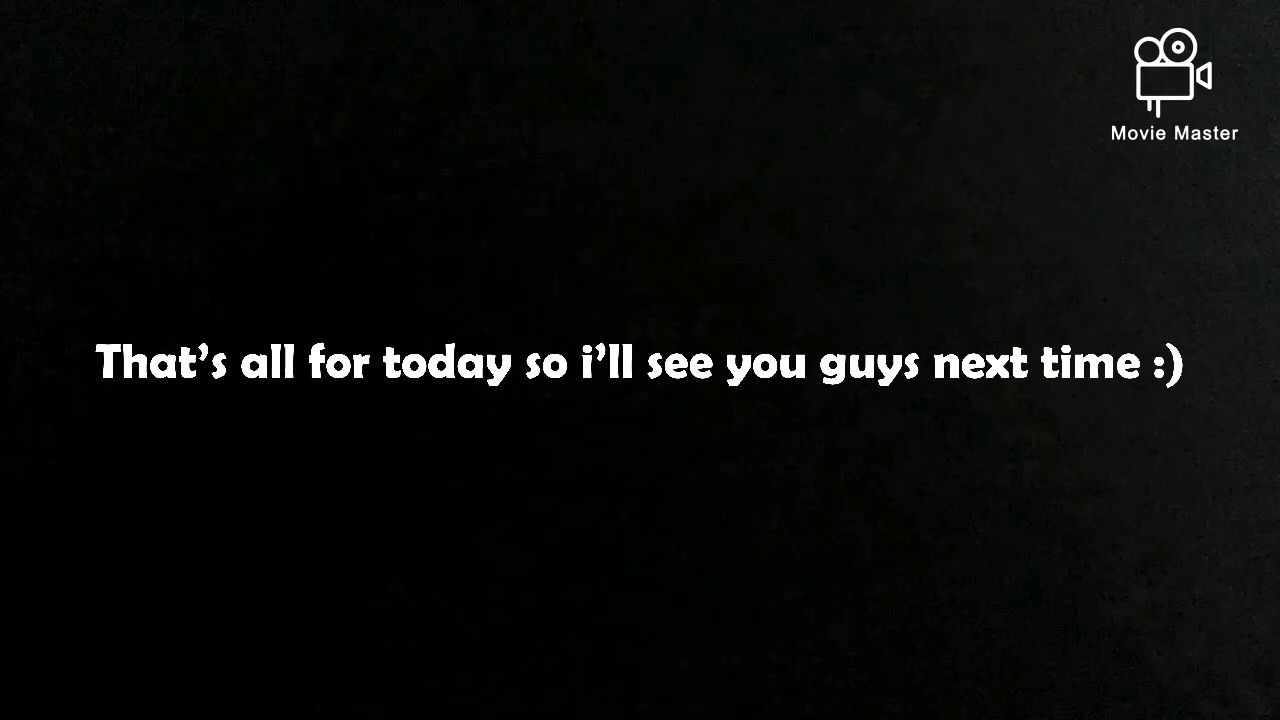 Movie Master
That’s all for today so i’ll see you guys next time :)